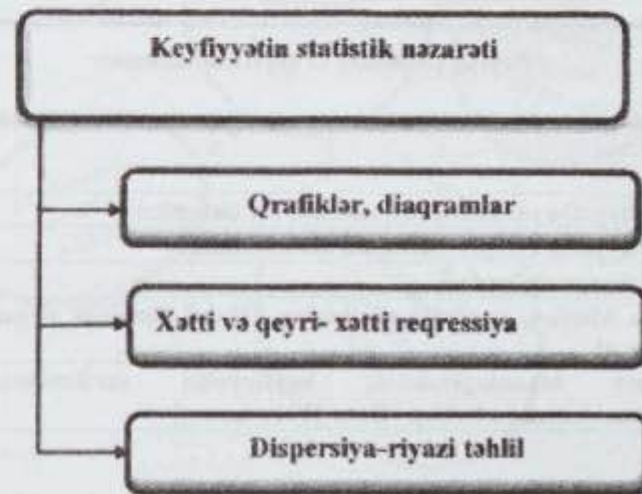 Keyfiyyətin statistik nəzarəti
Qrafiklər, diaqramlar
Xətti və qeyri- xətti reqressiya
Dispersiya-riyazi təhlil